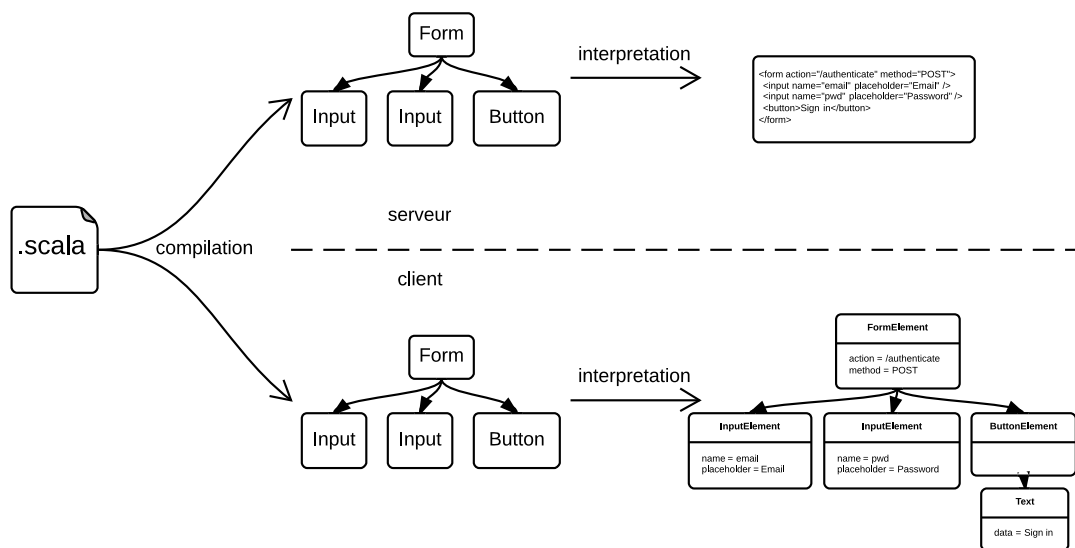 Form
interpretation
Input
Input
Button
<form action="/authenticate" method="POST">
<input name="email" placeholder="Email" />
<input name="pwd" placeholder="Password" />
<button>Sign in</button>
</form>
serveur
.scala
compilation
client
Form
interpretation
Input
Input
Button
FormElement
action = /authenticate
method = POST
InputElement
name = email
placeholder = Email
InputElement
name = pwd
placeholder = Password
ButtonElement
Text
data = Sign in